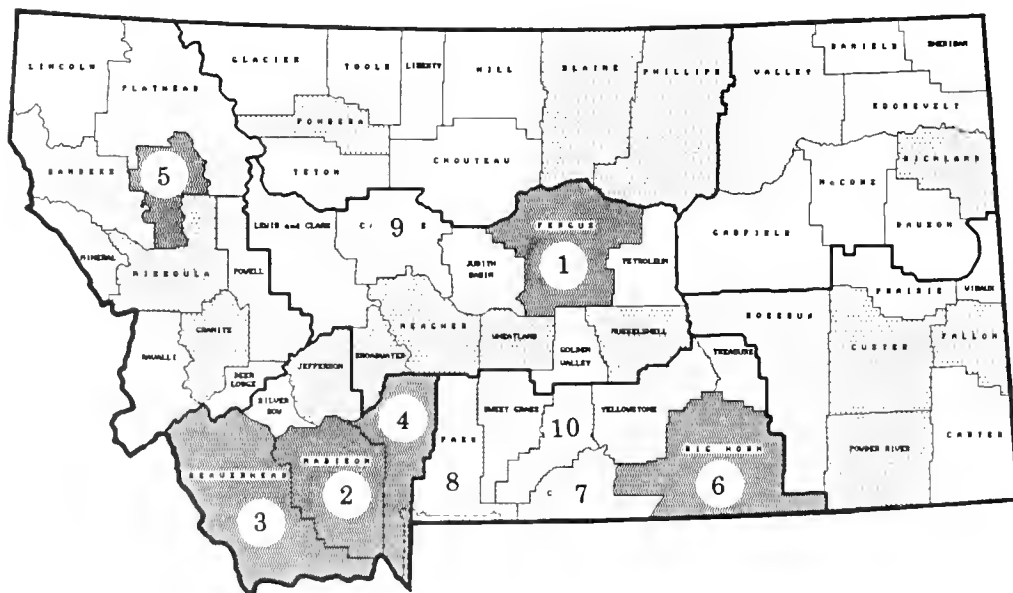 LINCOLN
FLATHEAD
GLACIER
TOOLE
LIBERTY
HILL
BLAINE
PHILLIPS
VALLEY
DANIELS
SHERIDAN
ROOSEVELT
PONDERA
TETON
CHOUTEAU
RICHLAND
SANDERS
5
McCONE
DAWSON
LEWIS and CLARK
9
FERGUS
1
JUDITH
BASIN
PETROLEUM
GARFIELD
MINERAL
MISSOULA
POWELL
PRAIRIE
WIBAUX
ROSEBUD
MEAGHER
WHEATLAND
GOLDEN
VALLEY
MUSSELSHELL
TREASURE
CUSTER
FALLON
GRANITE
RAVALLI
DEER
LODGE
SILVER
BOW
JEFFERSON
BROADWATER
4
PARK
SWEET GRASS
10
YELLOWSTONE
BIG HORN
POWDER RIVER
CARTER
BEAVERHEAD
MADISON
2
3
8
C
7
6